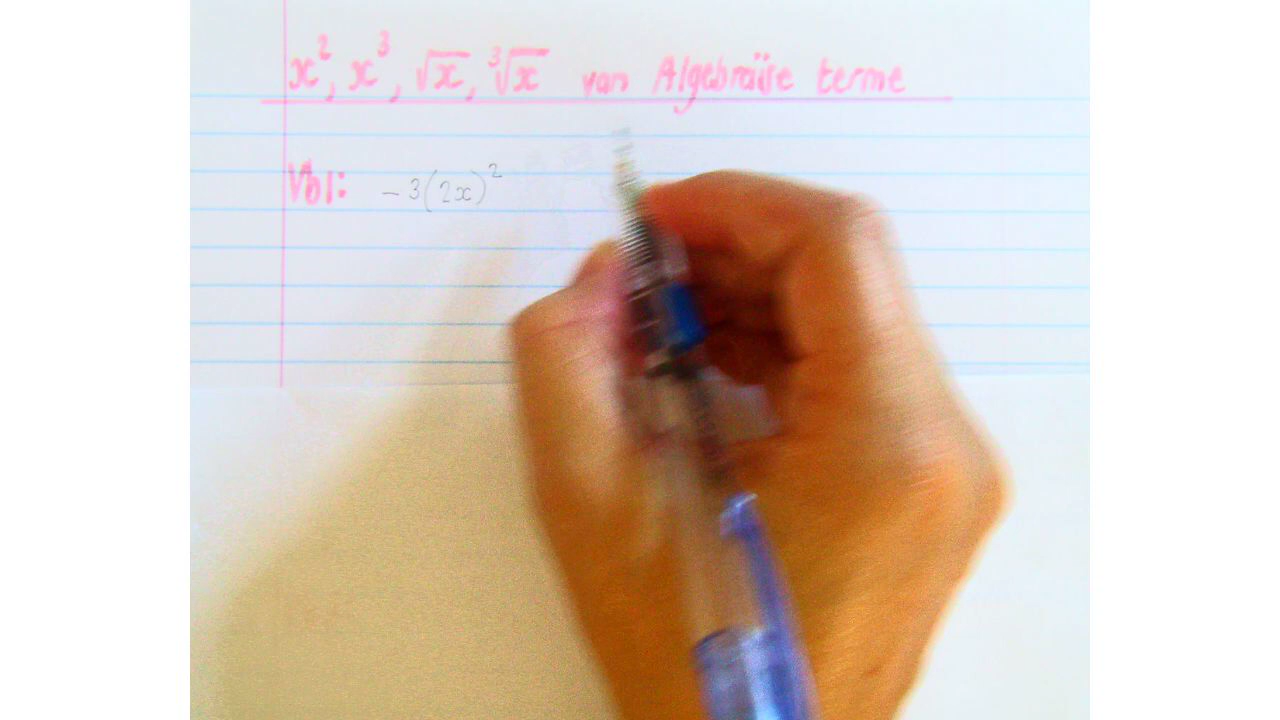 x², x³, √x, ³√x van Algebraïse terme
Vb1: -3(2x)²